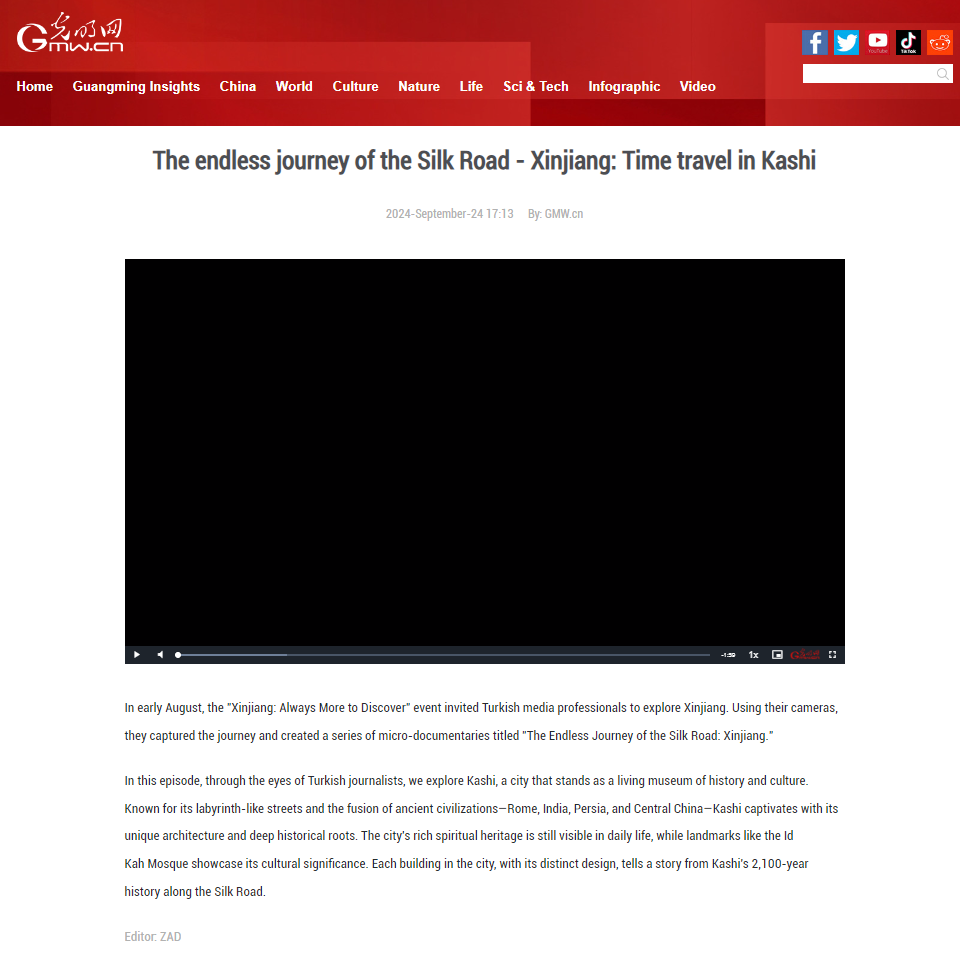 光明网
GMW.CN
YouTube
TikTok
Home Guangming Insights China World Culture Nature Life Sci & Tech Infographic Video
The endless journey of the Silk Road - Xinjiang: Time travel in Kashi
2024-September-24 17:13 By: GMW.cn
-1:59 1x
In early August, the "Xinjiang: Always More to Discover" event invited Turkish media professionals to explore Xinjiang. Using their cameras,
they captured the journey and created a series of micro-documentaries titled "The Endless Journey of the Silk Road: Xinjiang."
In this episode, through the eyes of Turkish journalists, we explore Kashi, a city that stands as a living museum of history and culture.
Known for its labyrinth-like streets and the fusion of ancient civilizations—Rome, India, Persia, and Central China—Kashi captivates with its
unique architecture and deep historical roots. The city's rich spiritual heritage is still visible in daily life, while landmarks like the Id
Kah Mosque showcase its cultural significance. Each building in the city, with its distinct design, tells a story from Kashi's 2,100-year
history along the Silk Road.
Editor: ZAD